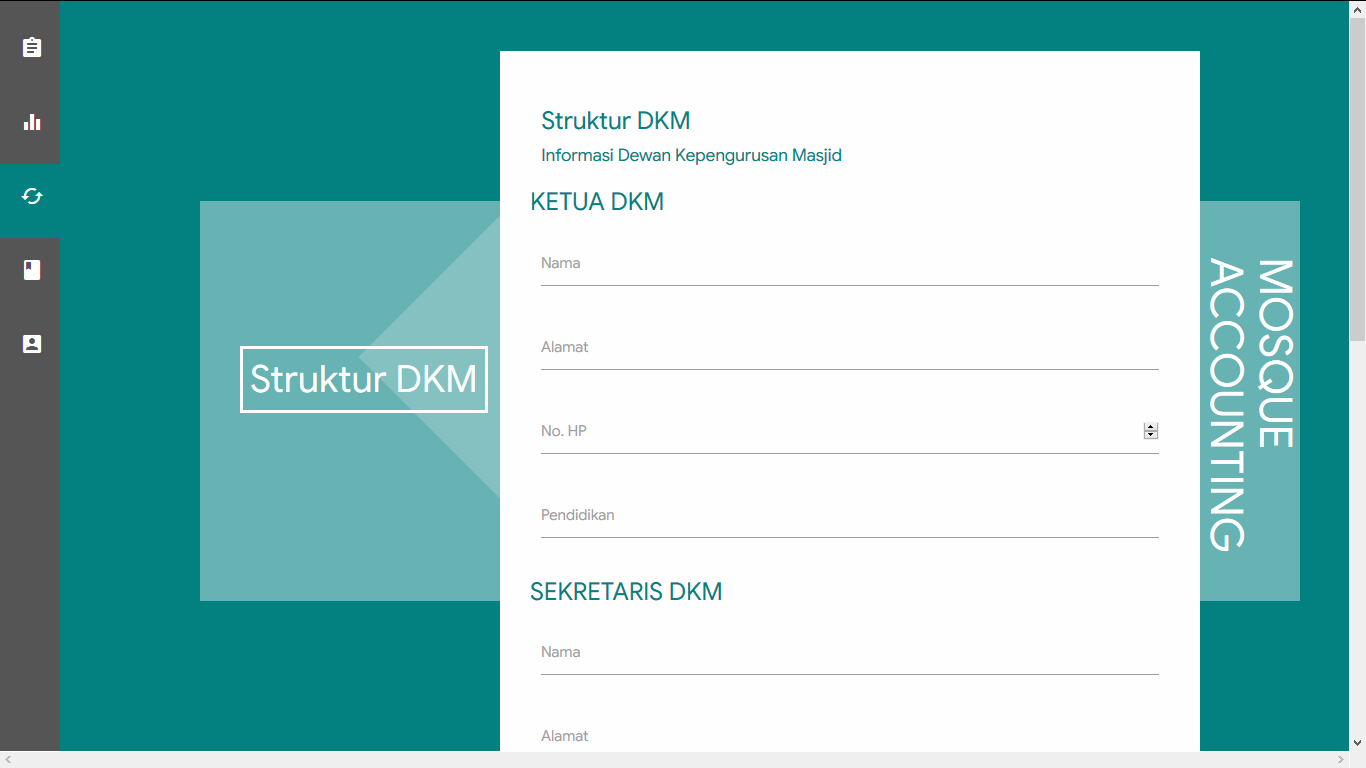 Struktur DKM
Struktur DKM
Informasi Dewan Kepengurusan Masjid
KETUA DKM
Nama
Alamat
No. HP
Pendidikan
SEKRETARIS DKM
Nama
Alamat
MOSQUE
ACCOUNTING